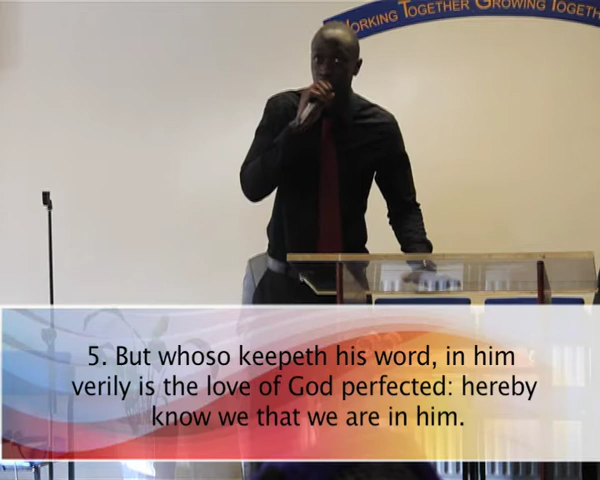 WORKING TOGETHER GROWING TOGETH
5. But whoso keepeth his word, in him
verily is the love of God perfected: hereby
know we that we are in him.